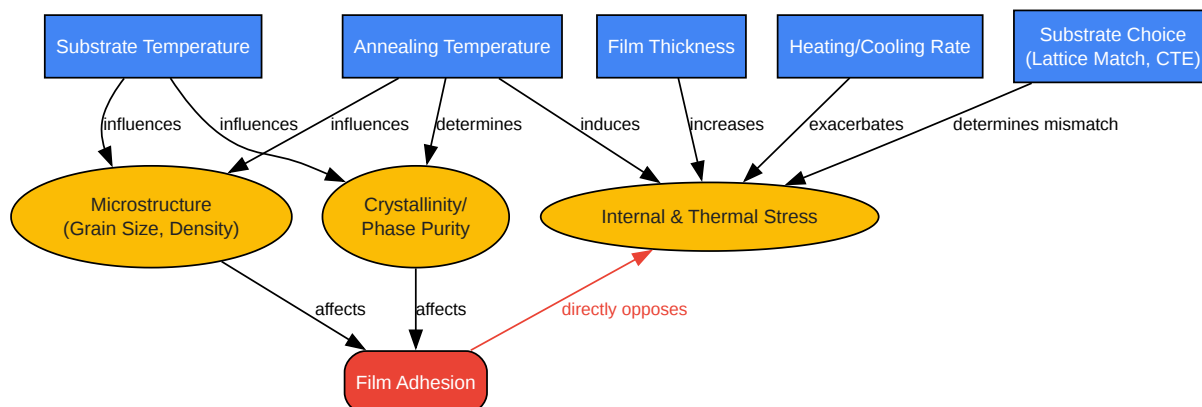 Substrate Temperature
Annealing Temperature
Film Thickness
Heating/Cooling Rate
Substrate Choice
(Lattice Match, CTE)
influences
influences
influences
determines
induces
increases
exacerbates
determines mismatch
Microstructure
(Grain Size, Density)
Crystallinity/
Phase Purity
Internal & Thermal Stress
affects
affects
directly opposes
Film Adhesion